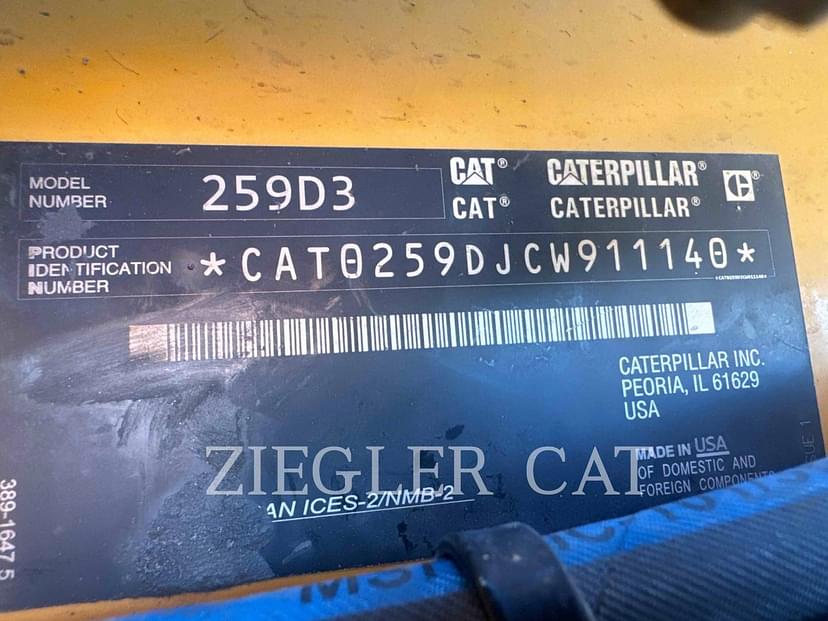 MODEL
NUMBER
259D3
CAT® CATERPILLAR®
CAT® CATERPILLAR®
PRODUCT
IDENTIFICATION
NUMBER
*CAT0259DJCW911140*
*CAT0259DJCW911140*
CATERPILLAR INC.
PEORIA, IL 61629
USA
MADE IN USA
OF DOMESTIC AND
FOREIGN COMPONENTS
ZIEGLER CAT
AN ICES-2/NMB-2
389-1647 5